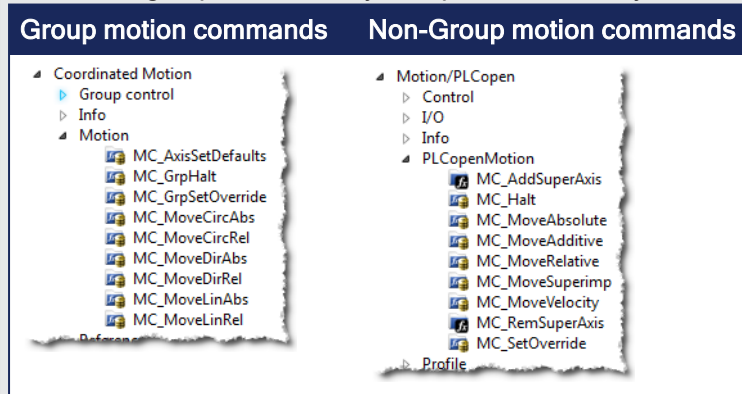 Group motion commands
Non-Group motion commands
Coordinated Motion
Group control
Info
Motion
MC_AxisSetDefaults
MC_GrpHalt
MC_GrpSetOverride
MC_MoveCircAbs
MC_MoveCircRel
MC_MoveDirAbs
MC_MoveDirRel
MC_MoveLinAbs
MC_MoveLinRel
Motion/PLCopen
Control
I/O
Info
PLCopenMotion
MC_AddSuperAxis
MC_Halt
MC_MoveAbsolute
MC_MoveAdditive
MC_MoveRelative
MC_MoveSuperimp
MC_MoveVelocity
MC_RemSuperAxis
MC_SetOverride
Profile